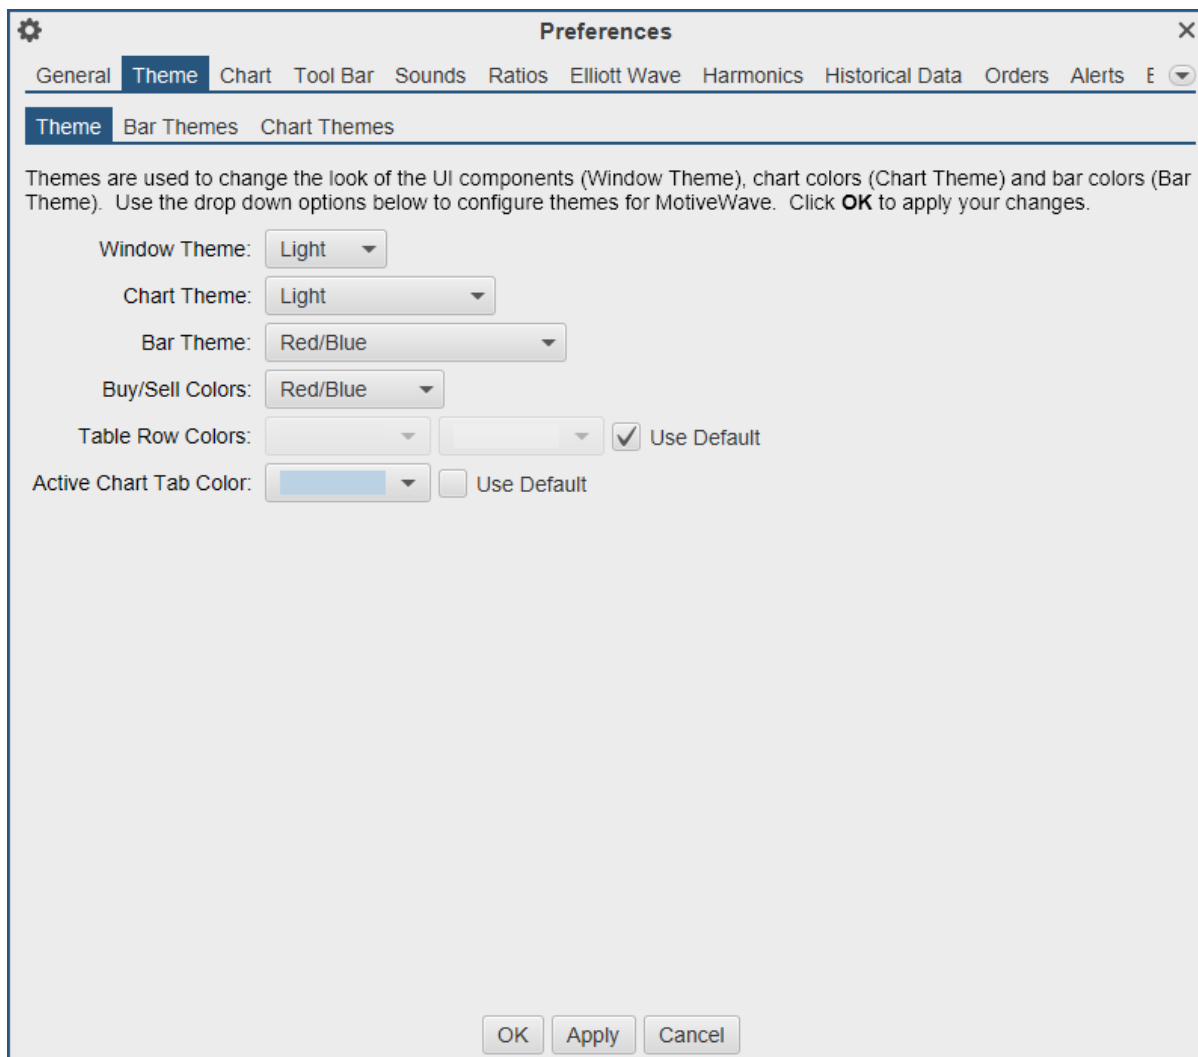 Preferences
General Theme Chart Tool Bar Sounds Ratios Elliott Wave Harmonics Historical Data Orders Alerts
Theme Bar Themes Chart Themes
Themes are used to change the look of the UI components (Window Theme), chart colors (Chart Theme) and bar colors (Bar
Theme).  Use the drop down options below to configure themes for MotiveWave.  Click OK to apply your changes.
Window Theme: Light
Chart Theme: Light
Bar Theme: Red/Blue
Buy/Sell Colors: Red/Blue
Table Row Colors: Use Default
Active Chart Tab Color: Use Default
OK Apply Cancel